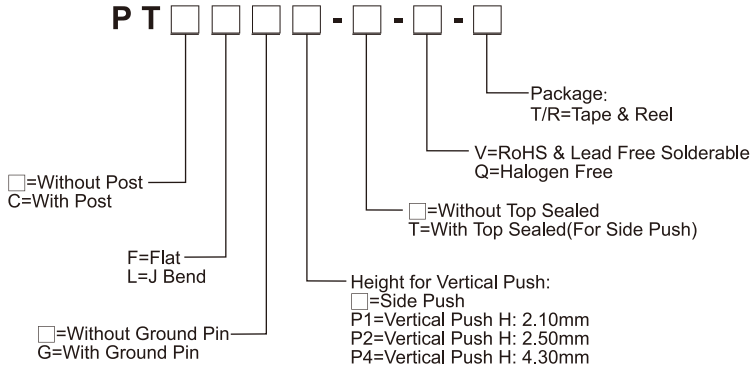 PT□□□□-□-□-□
Package:
T/R=Tape & Reel
V=RoHS & Lead Free Solderable
Q=Halogen Free
□=Without Post
C=With Post
□=Without Top Sealed
T=With Top Sealed(For Side Push)
F=Flat
L=J Bend
Height for Vertical Push:
□=Side Push
P1=Vertical Push H: 2.10mm
P2=Vertical Push H: 2.50mm
P4=Vertical Push H: 4.30mm
□=Without Ground Pin
G=With Ground Pin